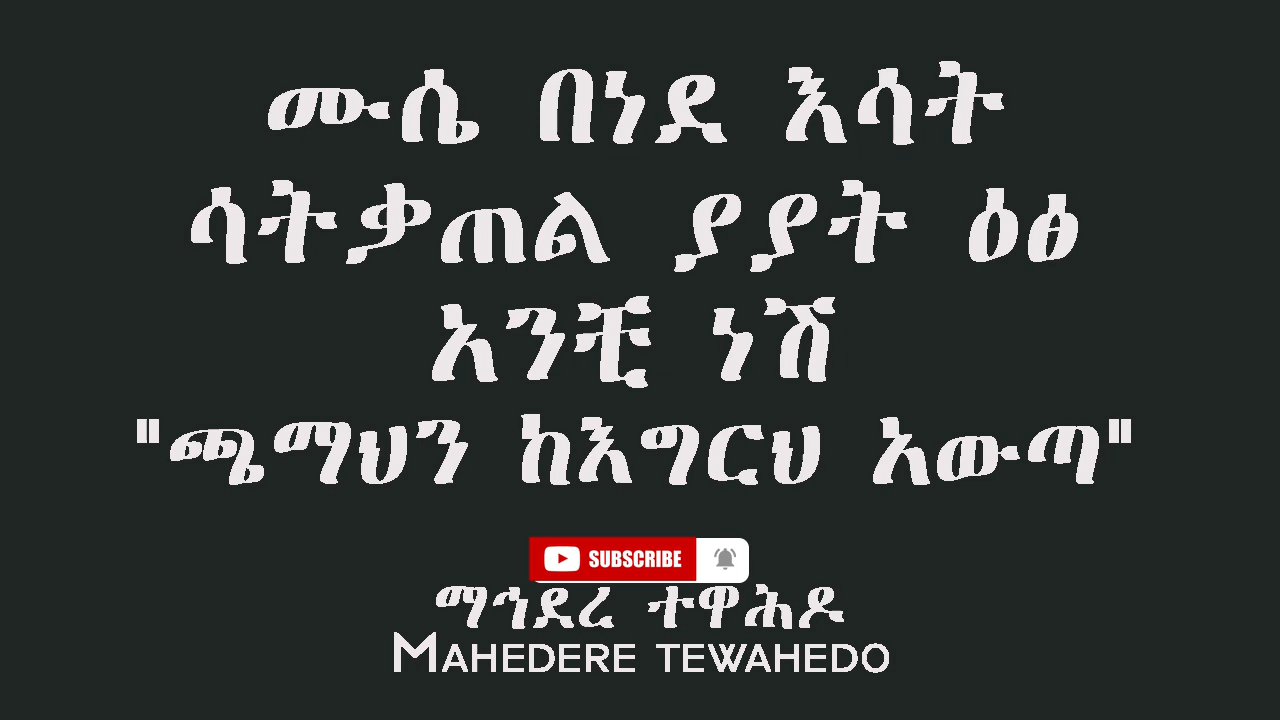 ሙሴ በነደ እሳት
ሳትቃጠል ያያት ዕፅ
አንቺ ነሽ
"ጫማህን ከእግርህ አውጣ"
SUBSCRIBE
ማኅደረ ተዋሕዶ
MAHEDERE TEWAHEDO